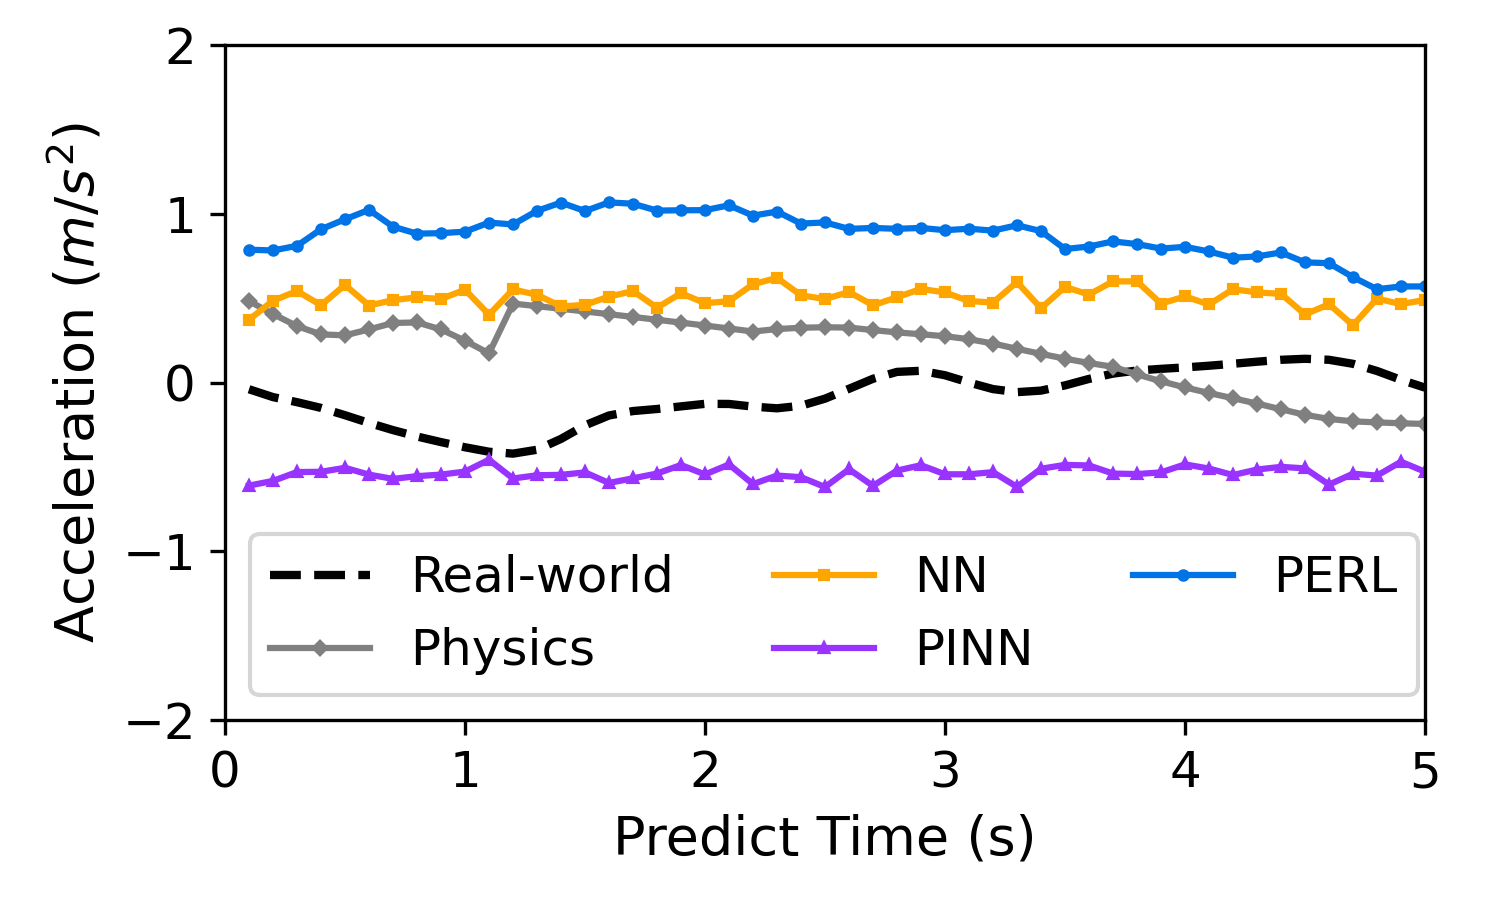 Acceleration (m/s²)
2
1
0
−1
−2
Real-world
NN
PERL
Physics
PINN
0 1 2 3 4 5
Predict Time (s)